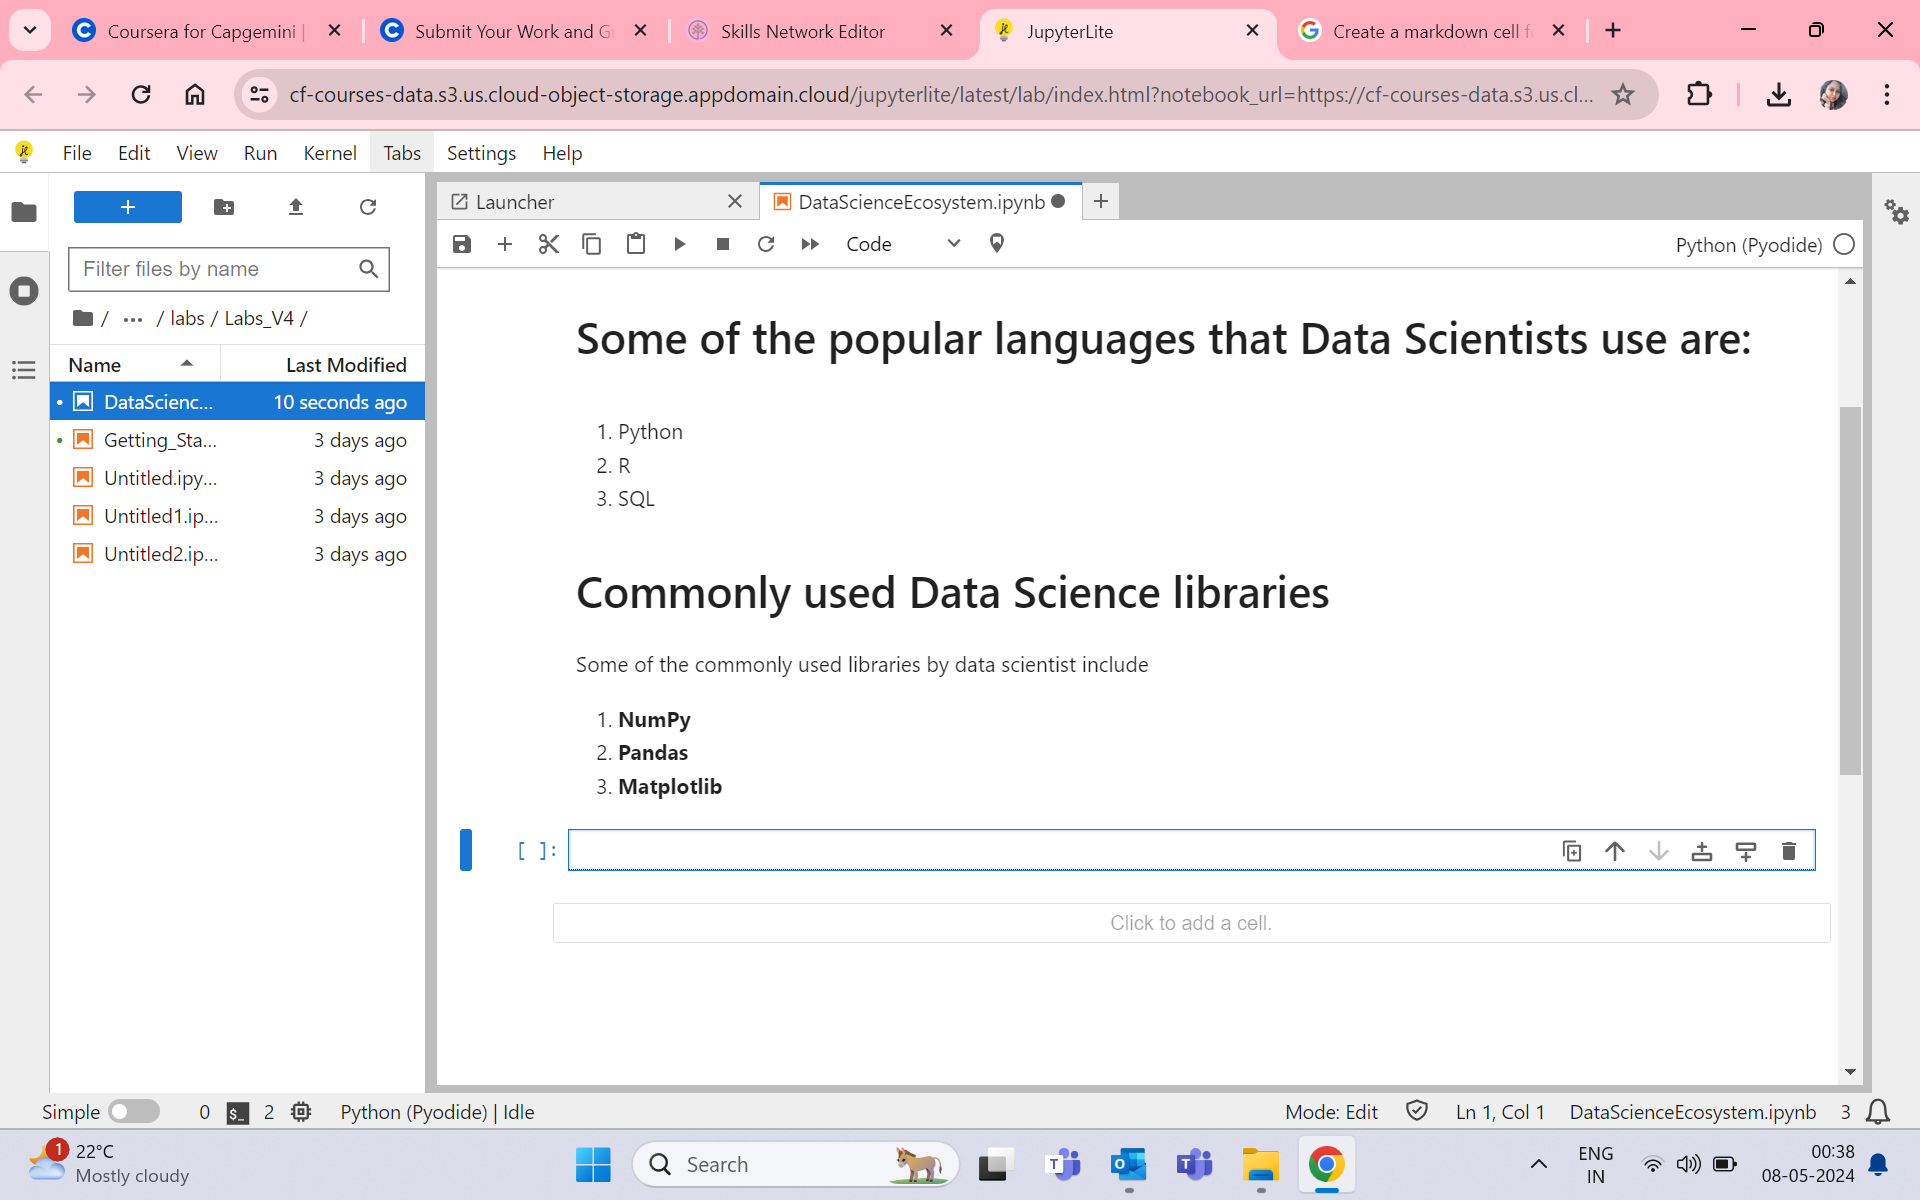 Coursera for Capgemini |
Submit Your Work and G
Skills Network Editor
JupyterLite
Create a markdown cell f
cf-courses-data.s3.us.cloud-object-storage.appdomain.cloud/jupyterlite/latest/lab/index.html?notebook_url=https://cf-courses-data.s3.us.cl...
File Edit View Run Kernel Tabs Settings Help
Launcher
DataScienceEcosystem.ipynb
Code
Python (Pyodide)
Filter files by name
/ ... / labs / Labs_V4 /
Name Last Modified
DataScienc... 10 seconds ago
Getting_Sta... 3 days ago
Untitled.ipy... 3 days ago
Untitled1.ip... 3 days ago
Untitled2.ip... 3 days ago
Some of the popular languages that Data Scientists use are:
1. Python
2. R
3. SQL
Commonly used Data Science libraries
Some of the commonly used libraries by data scientist include
1. NumPy
2. Pandas
3. Matplotlib
[ ]:
Click to add a cell.
Simple 0 $_ 2 Python (Pyodide) | Idle Mode: Edit Ln 1, Col 1 DataScienceEcosystem.ipynb 3
1
22°C
Mostly cloudy
Search
ENG
IN
00:38
08-05-2024